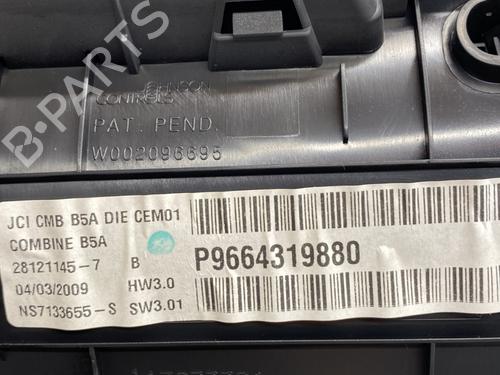 B-PARTS
JOHNSON
CONTROLS
PAT. PEND.
W002096695
JCI CMB B5A DIE CEM01
COMBINE B5A
28121145-7 B
04/03/2009 HW3.0
NS7133655-S SW3.01
P9664319880